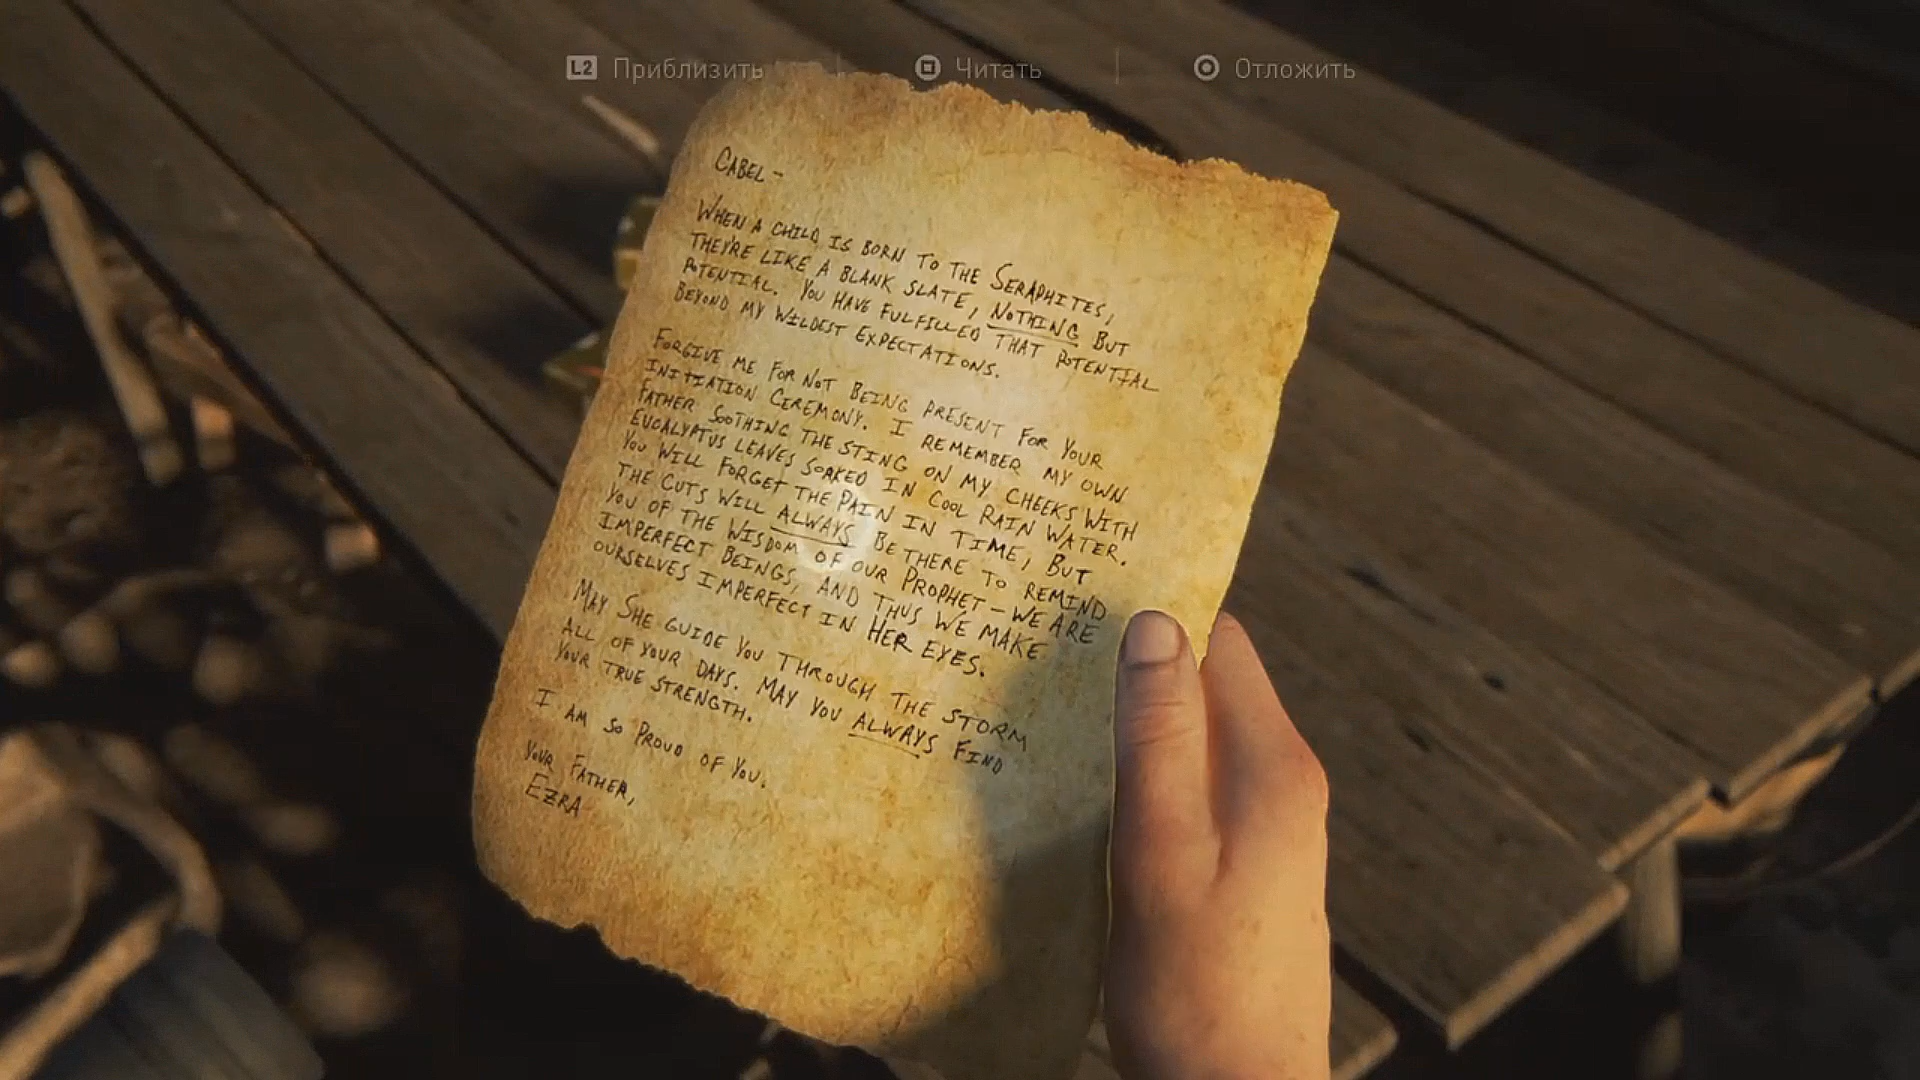 L2 Приблизить
Читать
Отложить
CABEL -
WHEN A CHILD IS BORN TO THE SERAPHITES,
THEY'RE LIKE A BLANK SLATE, NOTHING BUT
POTENTIAL. YOU HAVE FULFILLED THAT POTENTIAL
BEYOND MY WILDEST EXPECTATIONS.
FORGIVE ME FOR NOT BEING PRESENT FOR YOUR
INITIATION CEREMONY. I REMEMBER MY OWN
FATHER SOOTHING THE STING ON MY CHEEKS WITH
EUCALYPTUS LEAVES SOAKED IN COOL RAIN WATER.
YOU WILL FORGET THE PAIN IN TIME, BUT
THE CUTS WILL ALWAYS BE THERE TO REMIND
YOU OF THE WISDOM OF OUR PROPHET - WE ARE
IMPERFECT BEINGS, AND THUS WE MAKE
OURSELVES IMPERFECT IN HER EYES.
MAY SHE GUIDE YOU THROUGH THE STORM
ALL OF YOUR DAYS. MAY YOU ALWAYS FIND
YOUR TRUE STRENGTH.
I AM SO PROUD OF YOU.
YOUR FATHER,
EZRA